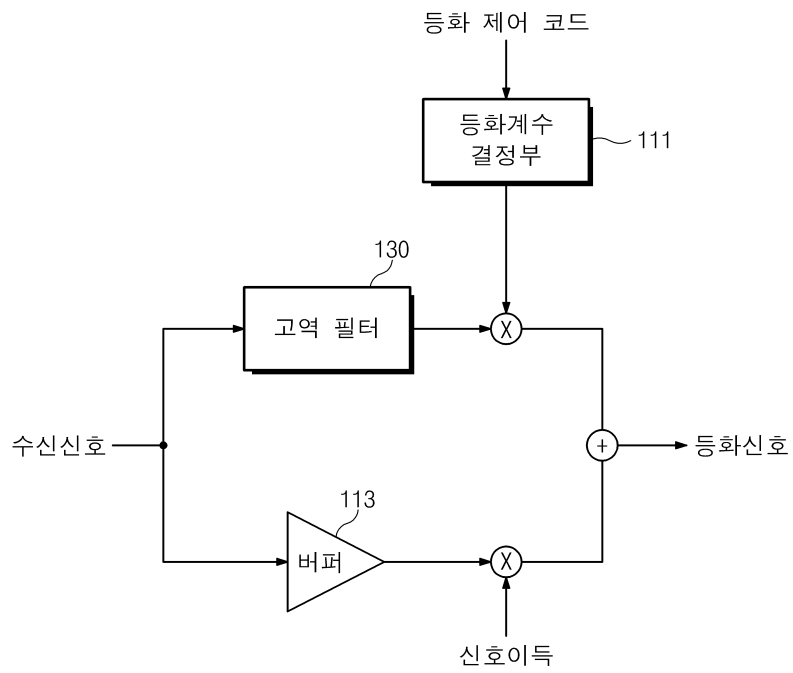 등화 제어 코드
등화계수
결정부
111
130
고역 필터
X
수신신호
+
등화신호
113
버퍼
X
신호이득